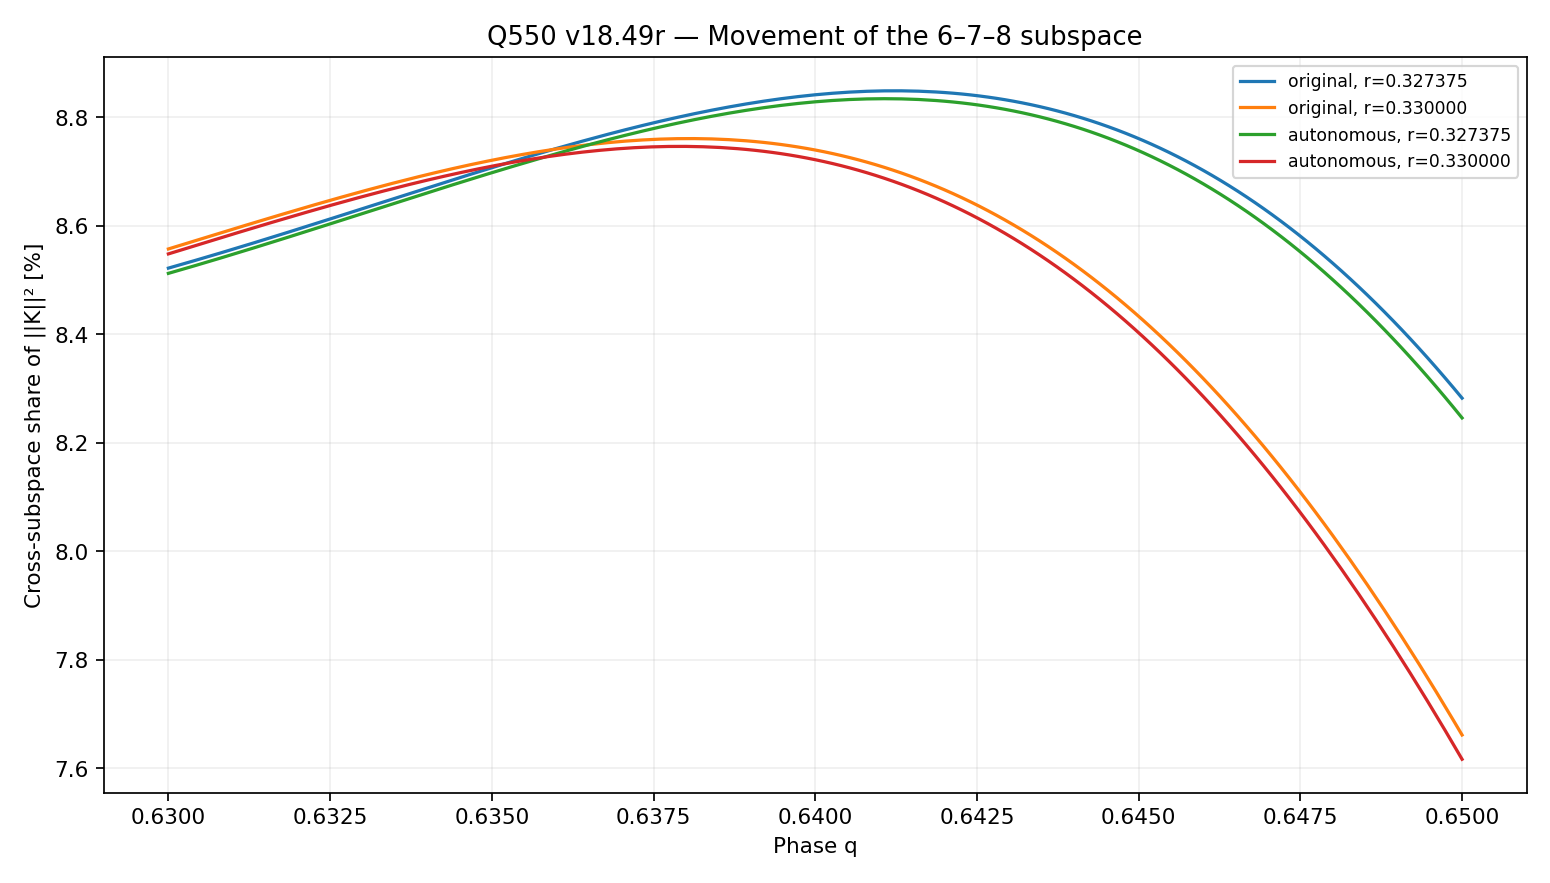 Q550 v18.49r — Movement of the 6–7–8 subspace
original, r=0.327375
original, r=0.330000
autonomous, r=0.327375
autonomous, r=0.330000
Cross-subspace share of ||K||² [%]
8.8
8.6
8.4
8.2
8.0
7.8
7.6
0.6300 0.6325 0.6350 0.6375 0.6400 0.6425 0.6450 0.6475 0.6500
Phase q